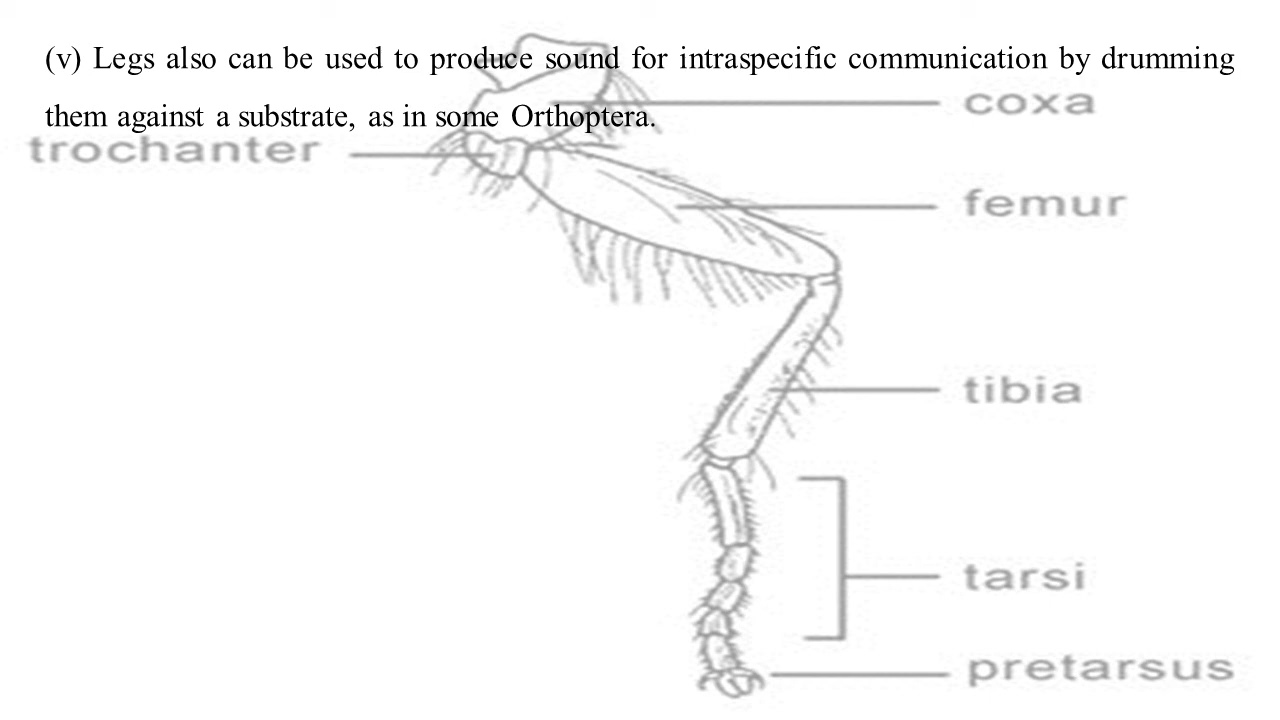 (v) Legs also can be used to produce sound for intraspecific communication by drumming
them against a substrate, as in some Orthoptera.
coxa
trochanter
femur
tibia
tarsi
pretarsus